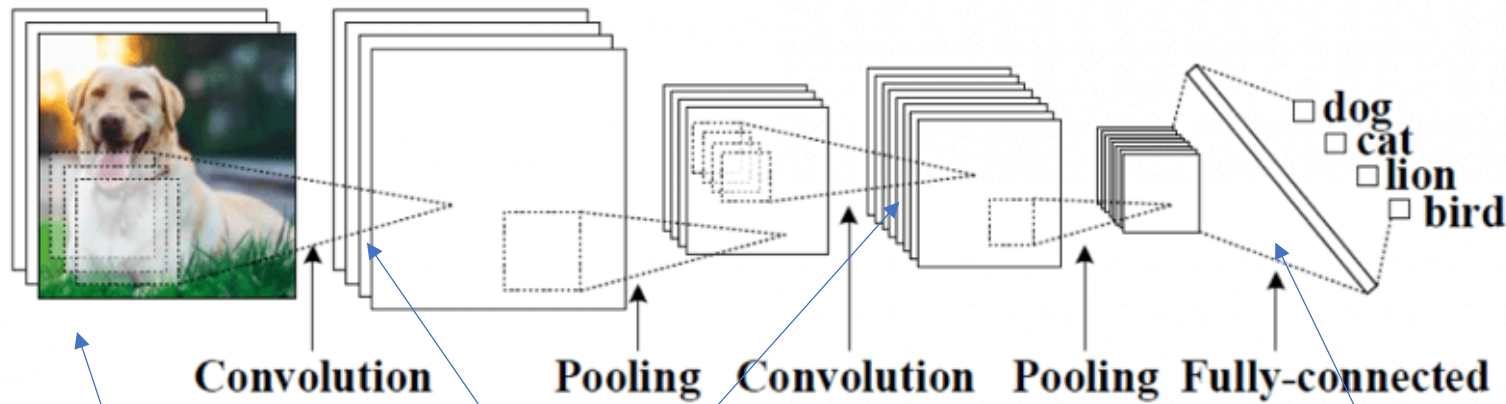 dog
cat
lion
bird
Convolution Pooling Convolution Pooling Fully-connected